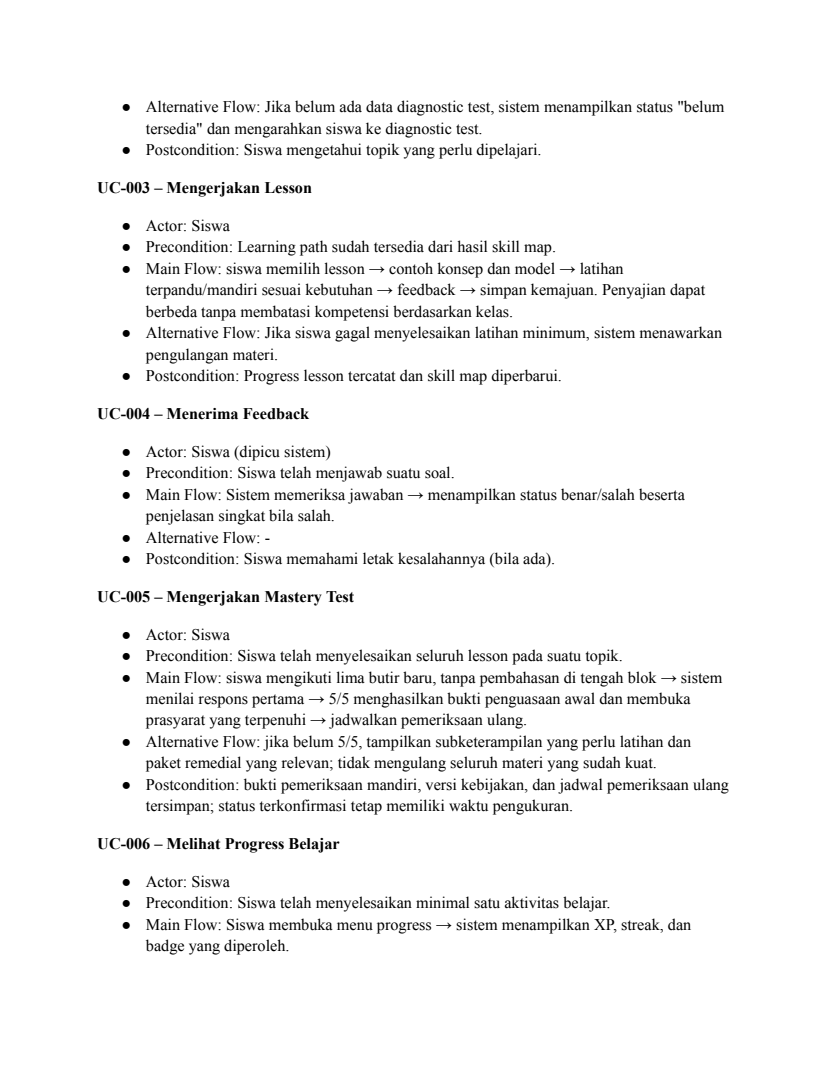 ● Alternative Flow: Jika belum ada data diagnostic test, sistem menampilkan status "belum
tersedia" dan mengarahkan siswa ke diagnostic test.
● Postcondition: Siswa mengetahui topik yang perlu dipelajari.
UC-003 – Mengerjakan Lesson
● Actor: Siswa
● Precondition: Learning path sudah tersedia dari hasil skill map.
● Main Flow: siswa memilih lesson → contoh konsep dan model → latihan
terpandu/mandiri sesuai kebutuhan → feedback → simpan kemajuan. Penyajian dapat
berbeda tanpa membatasi kompetensi berdasarkan kelas.
● Alternative Flow: Jika siswa gagal menyelesaikan latihan minimum, sistem menawarkan
pengulangan materi.
● Postcondition: Progress lesson tercatat dan skill map diperbarui.
UC-004 – Menerima Feedback
● Actor: Siswa (dipicu sistem)
● Precondition: Siswa telah menjawab suatu soal.
● Main Flow: Sistem memeriksa jawaban → menampilkan status benar/salah beserta
penjelasan singkat bila salah.
● Alternative Flow: -
● Postcondition: Siswa memahami letak kesalahannya (bila ada).
UC-005 – Mengerjakan Mastery Test
● Actor: Siswa
● Precondition: Siswa telah menyelesaikan seluruh lesson pada suatu topik.
● Main Flow: siswa mengikuti lima butir baru, tanpa pembahasan di tengah blok → sistem
menilai respons pertama → 5/5 menghasilkan bukti penguasaan awal dan membuka
prasyarat yang terpenuhi → jadwalkan pemeriksaan ulang.
● Alternative Flow: jika belum 5/5, tampilkan subketerampilan yang perlu latihan dan
paket remedial yang relevan; tidak mengulang seluruh materi yang sudah kuat.
● Postcondition: bukti pemeriksaan mandiri, versi kebijakan, dan jadwal pemeriksaan ulang
tersimpan; status terkonfirmasi tetap memiliki waktu pengukuran.
UC-006 – Melihat Progress Belajar
● Actor: Siswa
● Precondition: Siswa telah menyelesaikan minimal satu aktivitas belajar.
● Main Flow: Siswa membuka menu progress → sistem menampilkan XP, streak, dan
badge yang diperoleh.